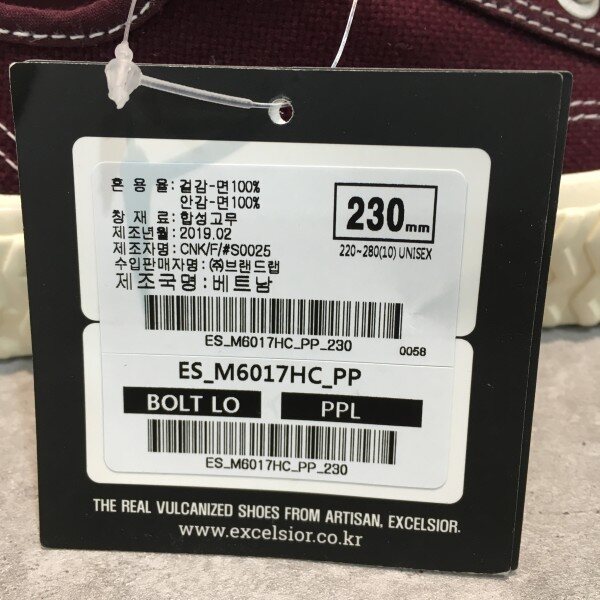 혼용율: 겉감-면100%
안감-면100%
창재료: 합성고무
제조년월: 2019.02
제조자명: CNK/F/#S0025
수입판매자명: ㈜브랜드랩
제조국명: 베트남
230mm
220~280(10) UNISEX
ES_M6017HC_PP_230
0058
ES_M6017HC_PP
BOLT LO PPL
ES_M6017HC_PP_230
THE REAL VULCANIZED SHOES FROM ARTISAN, EXCELSIOR.
www.excelsior.co.kr